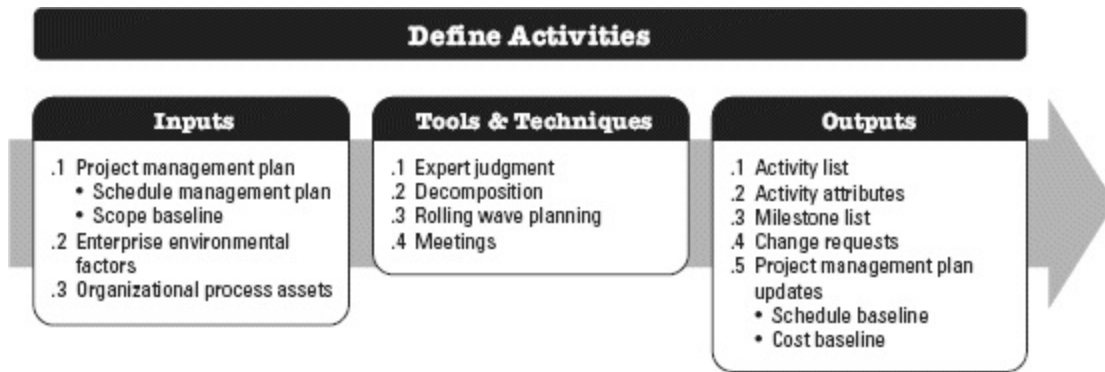 Define Activities
Inputs
.1 Project management plan
• Schedule management plan
• Scope baseline
.2 Enterprise environmental
factors
.3 Organizational process assets
Tools & Techniques
.1 Expert judgment
.2 Decomposition
.3 Rolling wave planning
.4 Meetings
Outputs
.1 Activity list
.2 Activity attributes
.3 Milestone list
.4 Change requests
.5 Project management plan
updates
• Schedule baseline
• Cost baseline